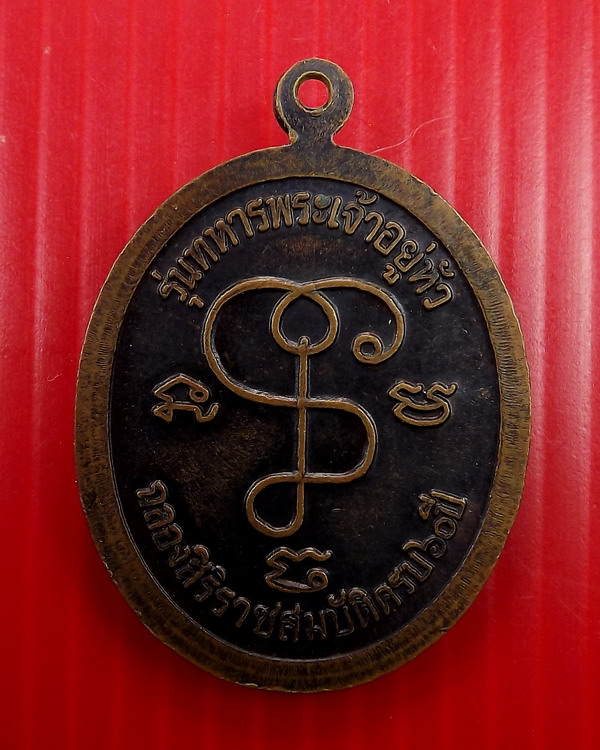 รุ่นทหารพระเจ้าอยู่หัว
ฉลองสิริราชสมบัติครบ๖๐ปี